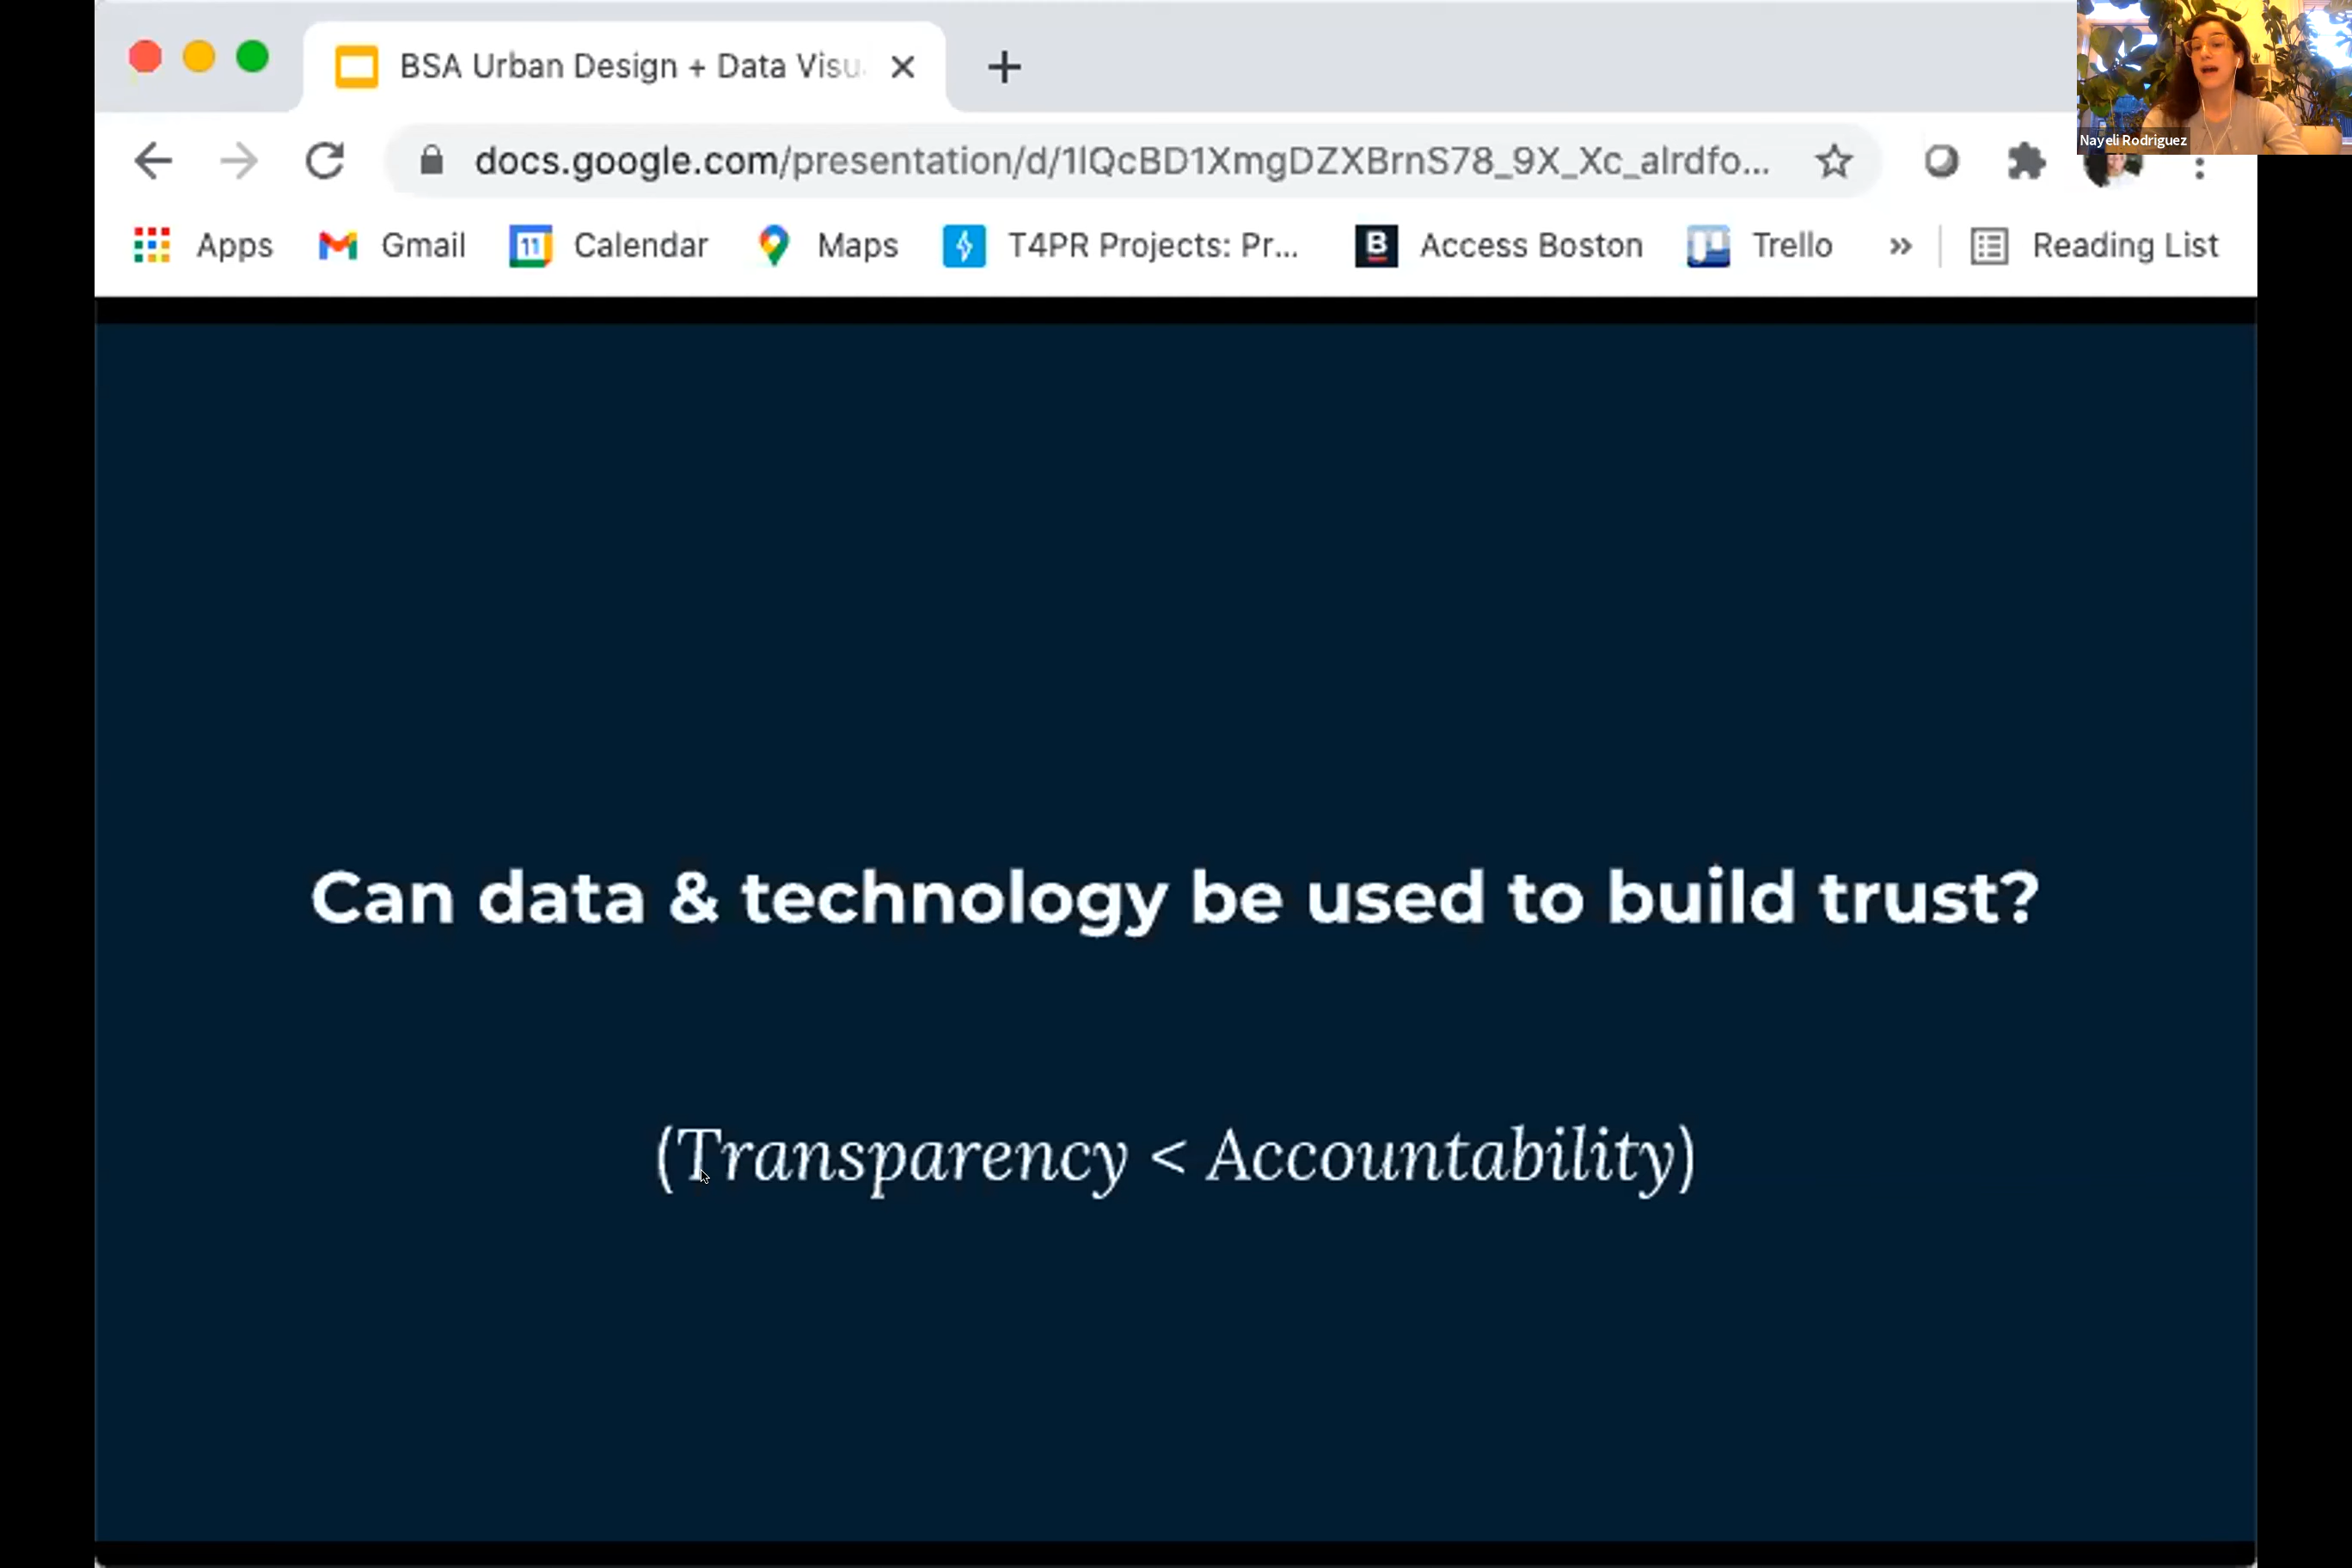 BSA Urban Design + Data Visu
Nayeli Rodriguez
docs.google.com/presentation/d/1lQcBD1XmgDZXBrnS78_9X_Xc_alrdfo...
Apps Gmail 11 Calendar Maps T4PR Projects: Pr... B Access Boston Trello » Reading List
Can data & technology be used to build trust?
(Transparency < Accountability)